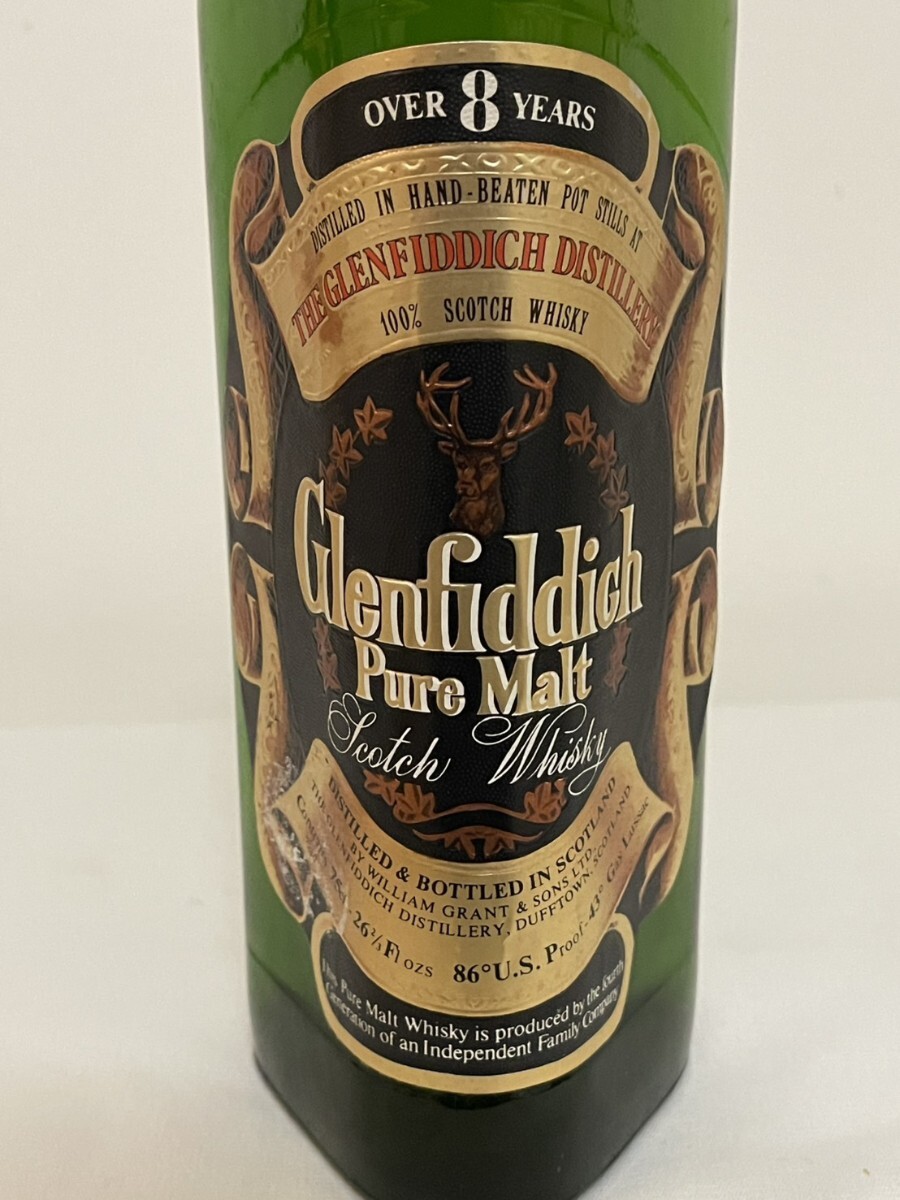 OVER 8 YEARS
DISTILLED IN HAND-BEATEN POT STILLS AT
THE GLENFIDDICH DISTILLERY
100% SCOTCH WHISKY
Glenfiddich
Pure Malt
Scotch Whisky
DISTILLED & BOTTLED IN SCOTLAND
BY WILLIAM GRANT & SONS LTD.
THE GLENFIDDICH DISTILLERY, DUFFTOWN, SCOTLAND
26⅔ Fl ozs 86° U.S. Proof-43° Gay Lussac
This Pure Malt Whisky is produced by the fourth
Generation of an Independent Family Company